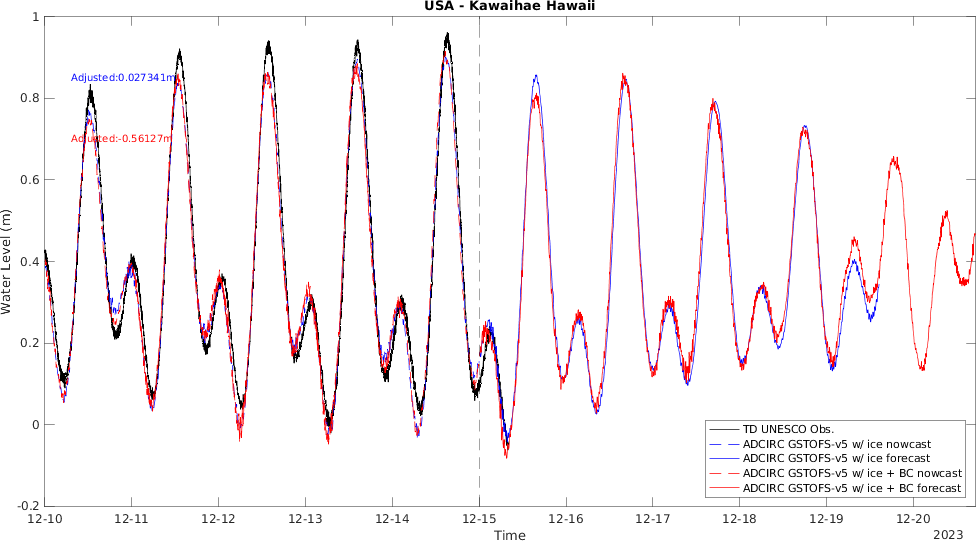 USA - Kawaihae Hawaii
1
0.8
0.6
0.4
0.2
0
-0.2
Water Level (m)
Adjusted:0.027341m
Adjusted:-0.56127m
TD UNESCO Obs.
ADCIRC GSTOFS-v5 w/ ice nowcast
ADCIRC GSTOFS-v5 w/ ice forecast
ADCIRC GSTOFS-v5 w/ ice + BC nowcast
ADCIRC GSTOFS-v5 w/ ice + BC forecast
12-10 12-11 12-12 12-13 12-14 12-15 12-16 12-17 12-18 12-19 12-20
Time
2023